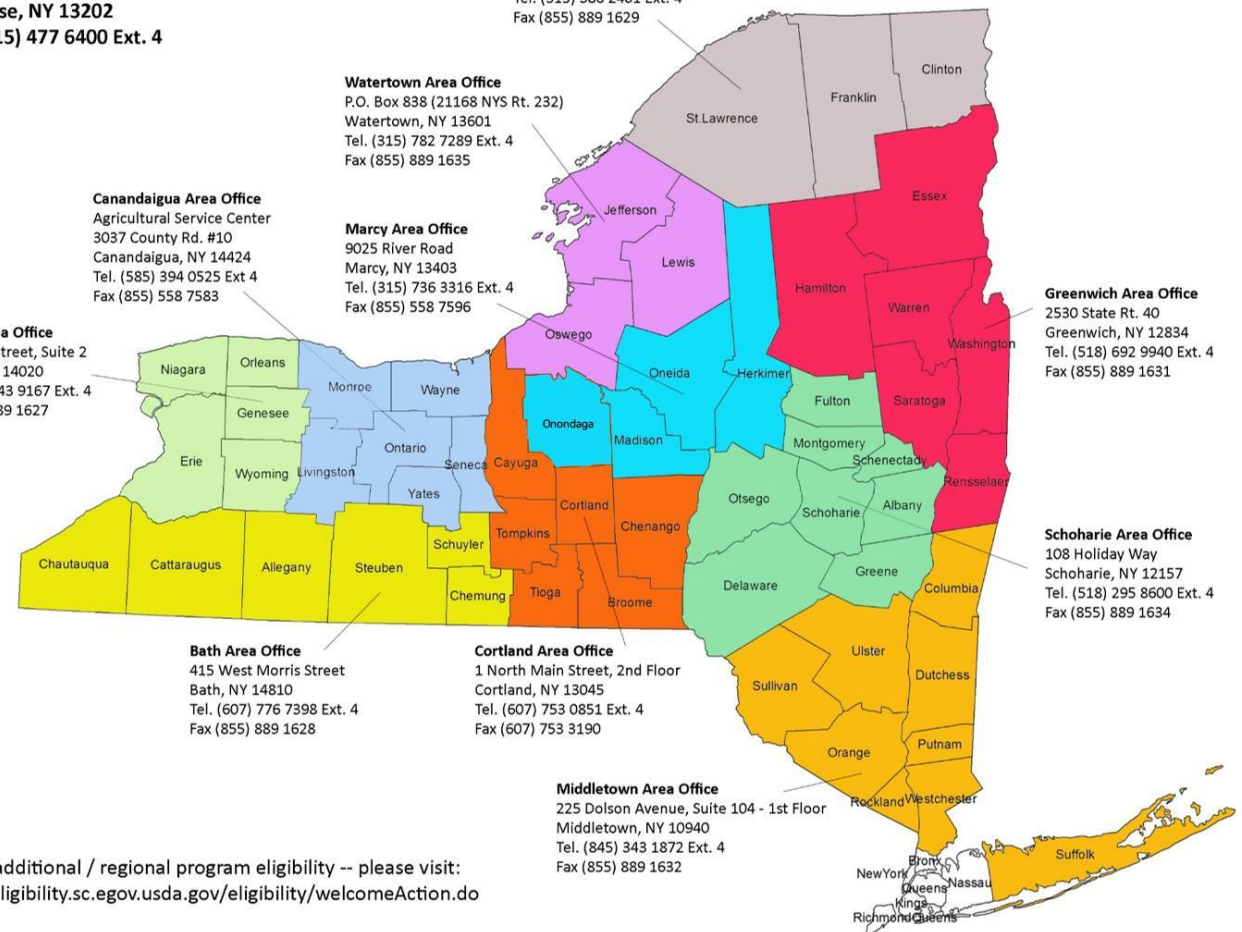 se, NY 13202
15) 477 6400 Ext. 4
Fax (855) 889 1629
Watertown Area Office
P.O. Box 838 (21168 NYS Rt. 232)
Watertown, NY 13601
Tel. (315) 782 7289 Ext. 4
Fax (855) 889 1635
Canandaigua Area Office
Agricultural Service Center
3037 County Rd. #10
Canandaigua, NY 14424
Tel. (585) 394 0525 Ext 4
Fax (855) 558 7583
Marcy Area Office
9025 River Road
Marcy, NY 13403
Tel. (315) 736 3316 Ext. 4
Fax (855) 558 7596
a Office
treet, Suite 2
14020
43 9167 Ext. 4
89 1627
Greenwich Area Office
2530 State Rt. 40
Greenwich, NY 12834
Tel. (518) 692 9940 Ext. 4
Fax (855) 889 1631
Schoharie Area Office
108 Holiday Way
Schoharie, NY 12157
Tel. (518) 295 8600 Ext. 4
Fax (855) 889 1634
Bath Area Office
415 West Morris Street
Bath, NY 14810
Tel. (607) 776 7398 Ext. 4
Fax (855) 889 1628
Cortland Area Office
1 North Main Street, 2nd Floor
Cortland, NY 13045
Tel. (607) 753 0851 Ext. 4
Fax (607) 753 3190
Middletown Area Office
225 Dolson Avenue, Suite 104 - 1st Floor
Middletown, NY 10940
Tel. (845) 343 1872 Ext. 4
Fax (855) 889 1632
additional / regional program eligibility -- please visit:
ligibility.sc.egov.usda.gov/eligibility/welcomeAction.do
Clinton
Franklin
St.Lawrence
Essex
Jefferson
Lewis
Hamilton
Warren
Washington
Oswego
Oneida
Herkimer
Niagara
Orleans
Monroe
Wayne
Genesee
Fulton
Saratoga
Onondaga
Madison
Montgomery
Schenectady
Erie
Wyoming
Livingston
Ontario
Seneca
Cayuga
Yates
Rensselaer
Otsego
Schoharie
Albany
Cortland
Chenango
Tompkins
Schuyler
Chautauqua
Cattaraugus
Allegany
Steuben
Chemung
Tioga
Broome
Delaware
Greene
Columbia
Ulster
Sullivan
Dutchess
Orange
Putnam
Rockland
Westchester
Suffolk
Bronx
NewYork
Nassau
Queens
Kings
Richmond
Queens